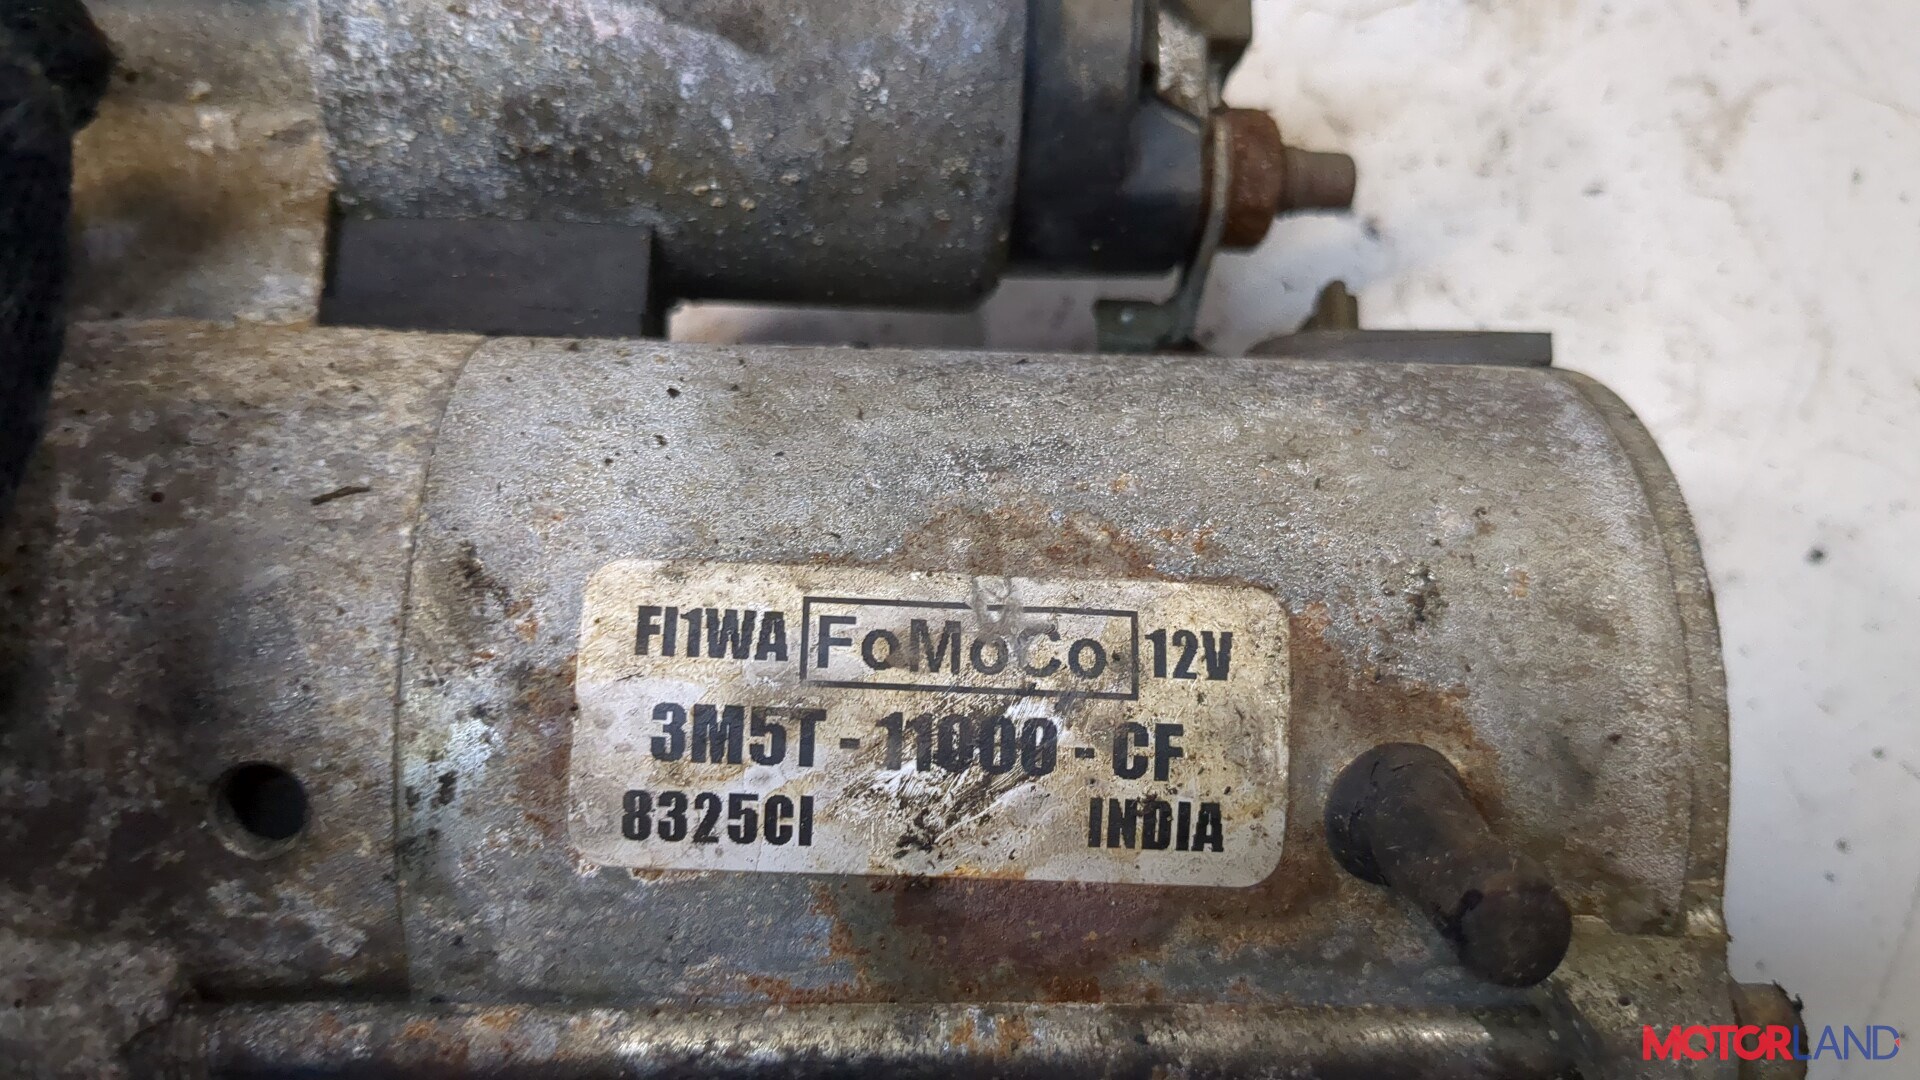 FI1WA FoMoCo 12V
3M5T - 11000 - CF
8325CI INDIA
MOTORLAND